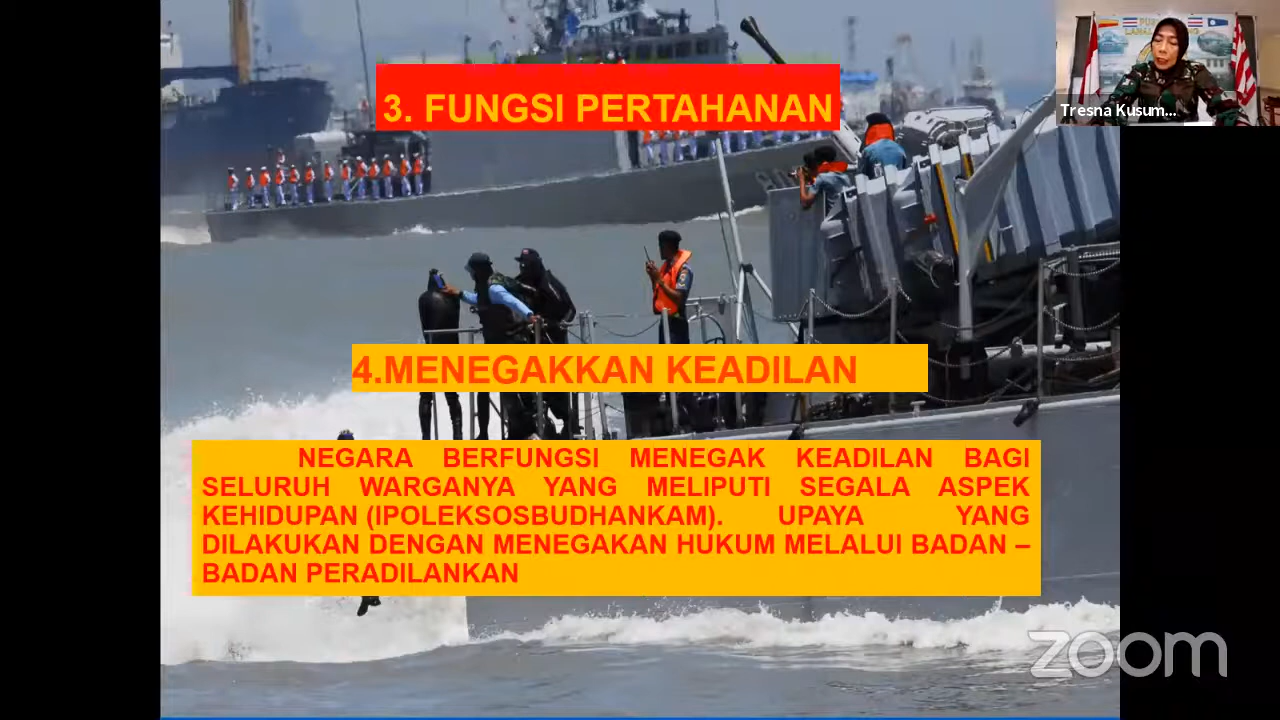 3. FUNGSI PERTAHANAN
Tresna Kusum...
4.MENEGAKKAN KEADILAN
NEGARA BERFUNGSI MENEGAK KEADILAN BAGI
SELURUH WARGANYA YANG MELIPUTI SEGALA ASPEK
KEHIDUPAN (IPOLEKSOSBUDHANKAM). UPAYA YANG
DILAKUKAN DENGAN MENEGAKAN HUKUM MELALUI BADAN –
BADAN PERADILANKAN
zoom